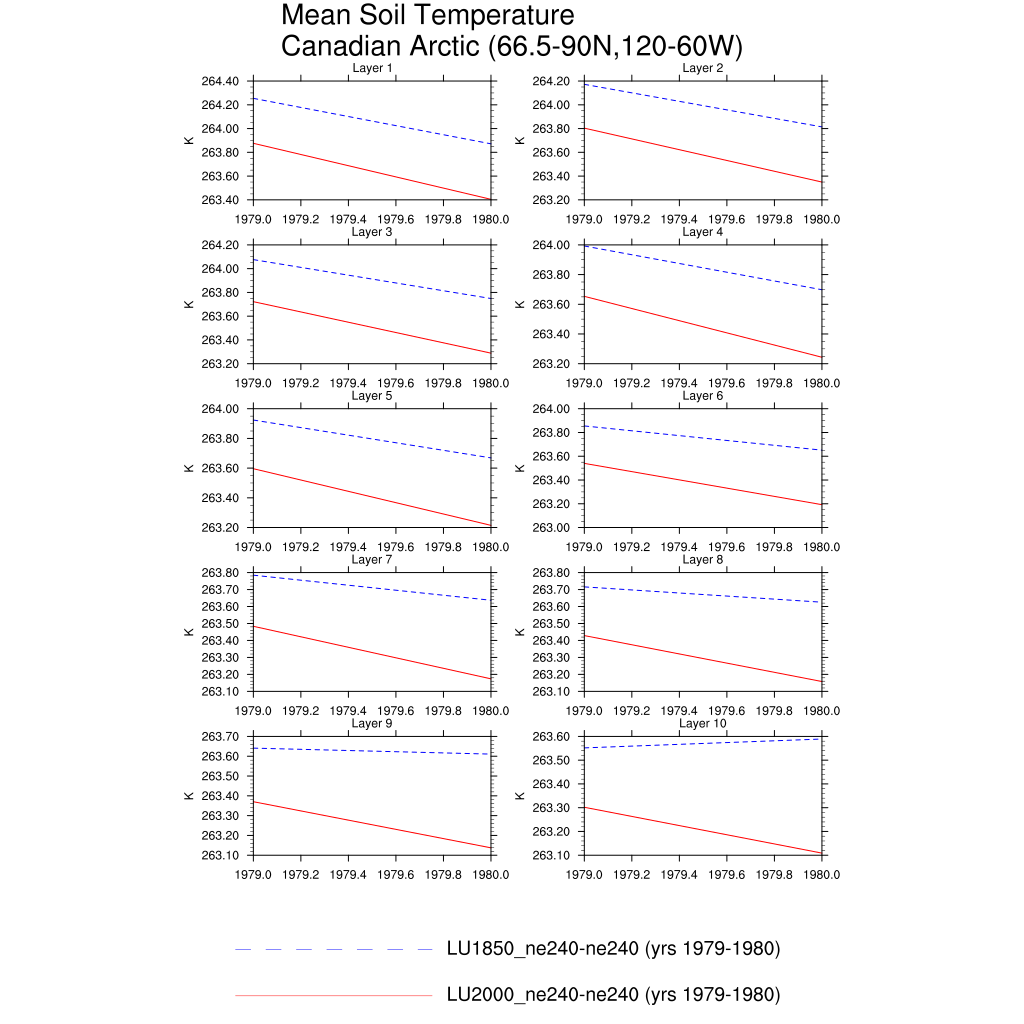 Mean Soil Temperature
Canadian Arctic (66.5-90N,120-60W)
Layer 1
264.40
264.20
264.00
263.80
263.60
263.40
K
1979.0 1979.2 1979.4 1979.6 1979.8 1980.0
Layer 2
264.20
264.00
263.80
263.60
263.40
263.20
K
1979.0 1979.2 1979.4 1979.6 1979.8 1980.0
Layer 3
264.20
264.00
263.80
263.60
263.40
263.20
K
1979.0 1979.2 1979.4 1979.6 1979.8 1980.0
Layer 4
264.00
263.80
263.60
263.40
263.20
K
1979.0 1979.2 1979.4 1979.6 1979.8 1980.0
Layer 5
264.00
263.80
263.60
263.40
263.20
K
1979.0 1979.2 1979.4 1979.6 1979.8 1980.0
Layer 6
264.00
263.80
263.60
263.40
263.20
263.00
K
1979.0 1979.2 1979.4 1979.6 1979.8 1980.0
Layer 7
263.80
263.70
263.60
263.50
263.40
263.30
263.20
263.10
K
1979.0 1979.2 1979.4 1979.6 1979.8 1980.0
Layer 8
263.80
263.70
263.60
263.50
263.40
263.30
263.20
263.10
K
1979.0 1979.2 1979.4 1979.6 1979.8 1980.0
Layer 9
263.70
263.60
263.50
263.40
263.30
263.20
263.10
K
1979.0 1979.2 1979.4 1979.6 1979.8 1980.0
Layer 10
263.60
263.50
263.40
263.30
263.20
263.10
K
1979.0 1979.2 1979.4 1979.6 1979.8 1980.0
LU1850_ne240-ne240 (yrs 1979-1980)
LU2000_ne240-ne240 (yrs 1979-1980)